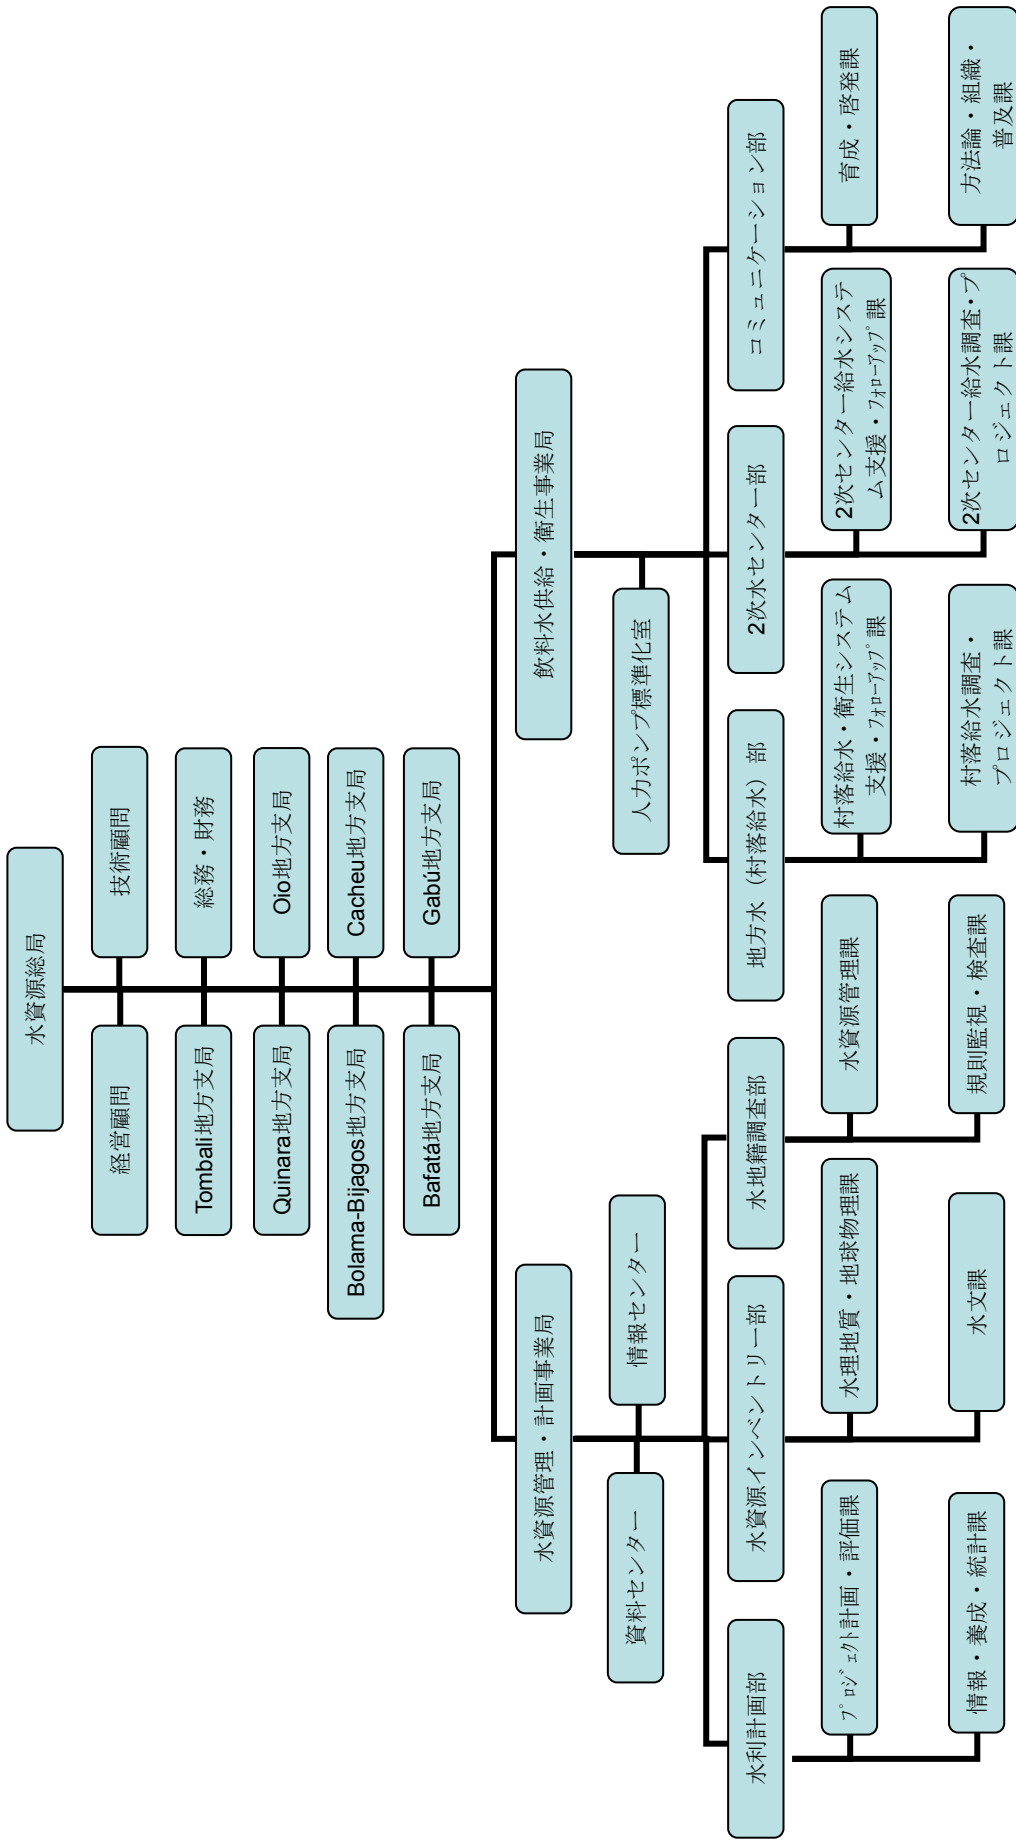 水資源総局
経営顧問
技術顧問
Tombali地方支局
総務・財務
Quinara地方支局
Oio地方支局
Bolama-Bijagos地方支局
Cacheu地方支局
Bafatá地方支局
Gabú地方支局
水資源管理・計画事業局
飲料水供給・衛生事業局
資料センター
情報センター
人力ポンプ標準化室
水利計画部
水資源インベントリー部
水地籍調査部
地方水（村落給水）部
2次水センター部
コミュニケーション部
プロジェクト計画・評価課
水理地質・地球物理課
水資源管理課
村落給水・衛生システム
支援・フォローアップ課
2次センター給水システ
ム支援・フォローアップ課
育成・啓発課
情報・養成・統計課
水文課
規則監視・検査課
村落給水調査・
プロジェクト課
2次センター給水調査・プ
ロジェクト課
方法論・組織・
普及課